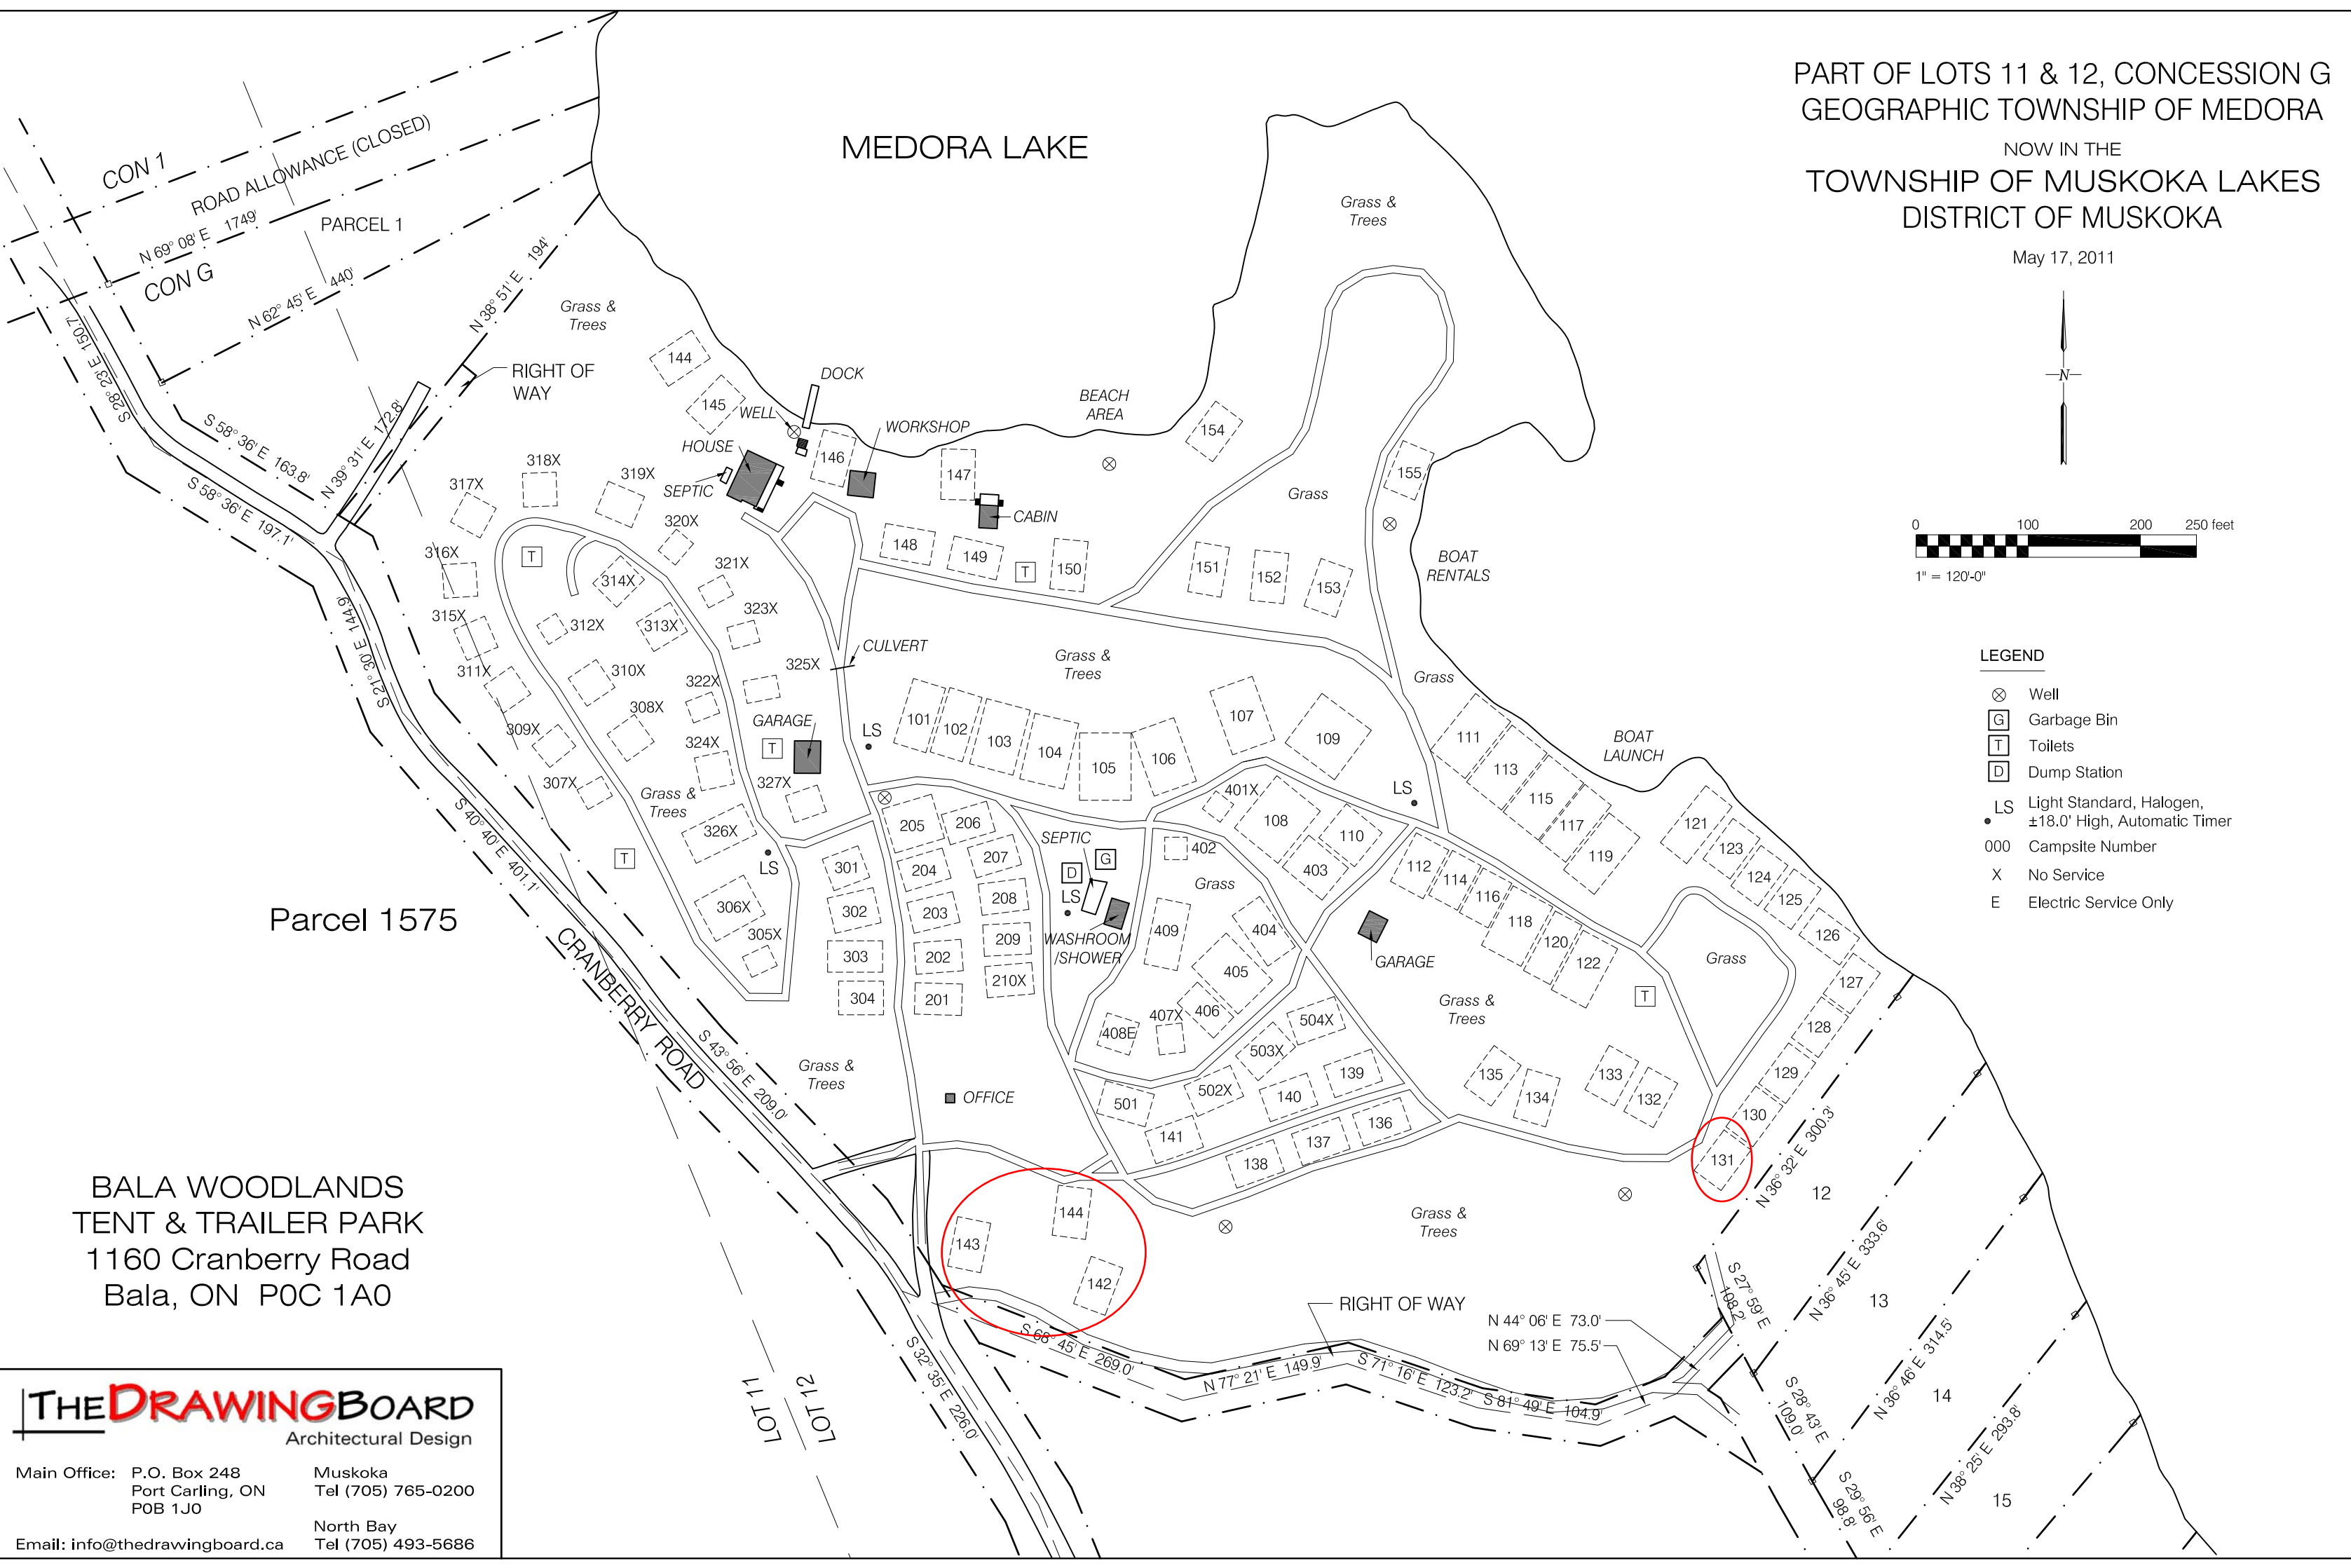 PART OF LOTS 11 & 12, CONCESSION G
GEOGRAPHIC TOWNSHIP OF MEDORA
NOW IN THE
TOWNSHIP OF MUSKOKA LAKES
DISTRICT OF MUSKOKA
May 17, 2011
N
0 100 200 250 feet
1" = 120'-0"
LEGEND
Well
G Garbage Bin
T Toilets
D Dump Station
LS Light Standard, Halogen,
±18.0' High, Automatic Timer
000 Campsite Number
X No Service
E Electric Service Only
MEDORA LAKE
CON 1
ROAD ALLOWANCE (CLOSED)
N 69° 08' E 1749'
PARCEL 1
CON G
N 62° 45' E 440'
N 38° 51' E 194'
RIGHT OF
WAY
S 28° 23' E 150.7'
S 58° 36' E 163.8'
N 39° 31' E 172.8'
S 58° 36' E 197.1'
S 21° 30' E 144.9'
S 40° 40' E 401.1'
S 43° 56' E 209.0'
CRANBERRY ROAD
S 32° 35' E 226.0'
Parcel 1575
LOT 11
LOT 12
Grass &
Trees
Grass &
Trees
144
145
WELL
DOCK
HOUSE
SEPTIC
146
WORKSHOP
147
CABIN
BEACH
AREA
154
155
Grass
BOAT
RENTALS
148
149
T
150
151
152
153
317X
318X
319X
320X
316X
T
314X
321X
315X
312X
313X
323X
311X
310X
322X
325X
CULVERT
309X
308X
324X
GARAGE
T
307X
327X
Grass &
Trees
326X
T
LS
306X
305X
Grass &
Trees
Grass
LS
101
102
103
104
105
106
107
109
111
113
115
117
119
BOAT
LAUNCH
LS
121
123
124
125
126
127
128
129
130
131
205
206
204
207
203
208
202
209
201
210X
301
302
303
304
SEPTIC
G
D
LS
WASHROOM
/SHOWER
401X
108
110
402
403
Grass
409
404
405
406
407X
408E
112
114
116
118
120
122
GARAGE
T
Grass
Grass &
Trees
504X
503X
502X
501
139
140
141
136
137
138
135
134
133
132
Grass &
Trees
OFFICE
143
144
142
Grass &
Trees
RIGHT OF WAY
S 68° 45' E 269.0'
N 77° 21' E 149.9'
S 71° 16' E 123.2'
S 81° 49' E 104.9'
N 44° 06' E 73.0'
N 69° 13' E 75.5'
S 27° 59' E
108.2'
N 36° 32' E 300.3'
12
N 36° 45' E 333.6'
13
S 28° 43' E
109.0'
N 36° 46' E 314.5'
14
S 29° 56' E
98.8'
N 38° 25' E 293.8'
15
BALA WOODLANDS
TENT & TRAILER PARK
1160 Cranberry Road
Bala, ON P0C 1A0
THEDRAWINGBOARD
Architectural Design
Main Office: P.O. Box 248
Port Carling, ON
P0B 1J0
Muskoka
Tel (705) 765-0200
North Bay
Tel (705) 493-5686
Email: info@thedrawingboard.ca